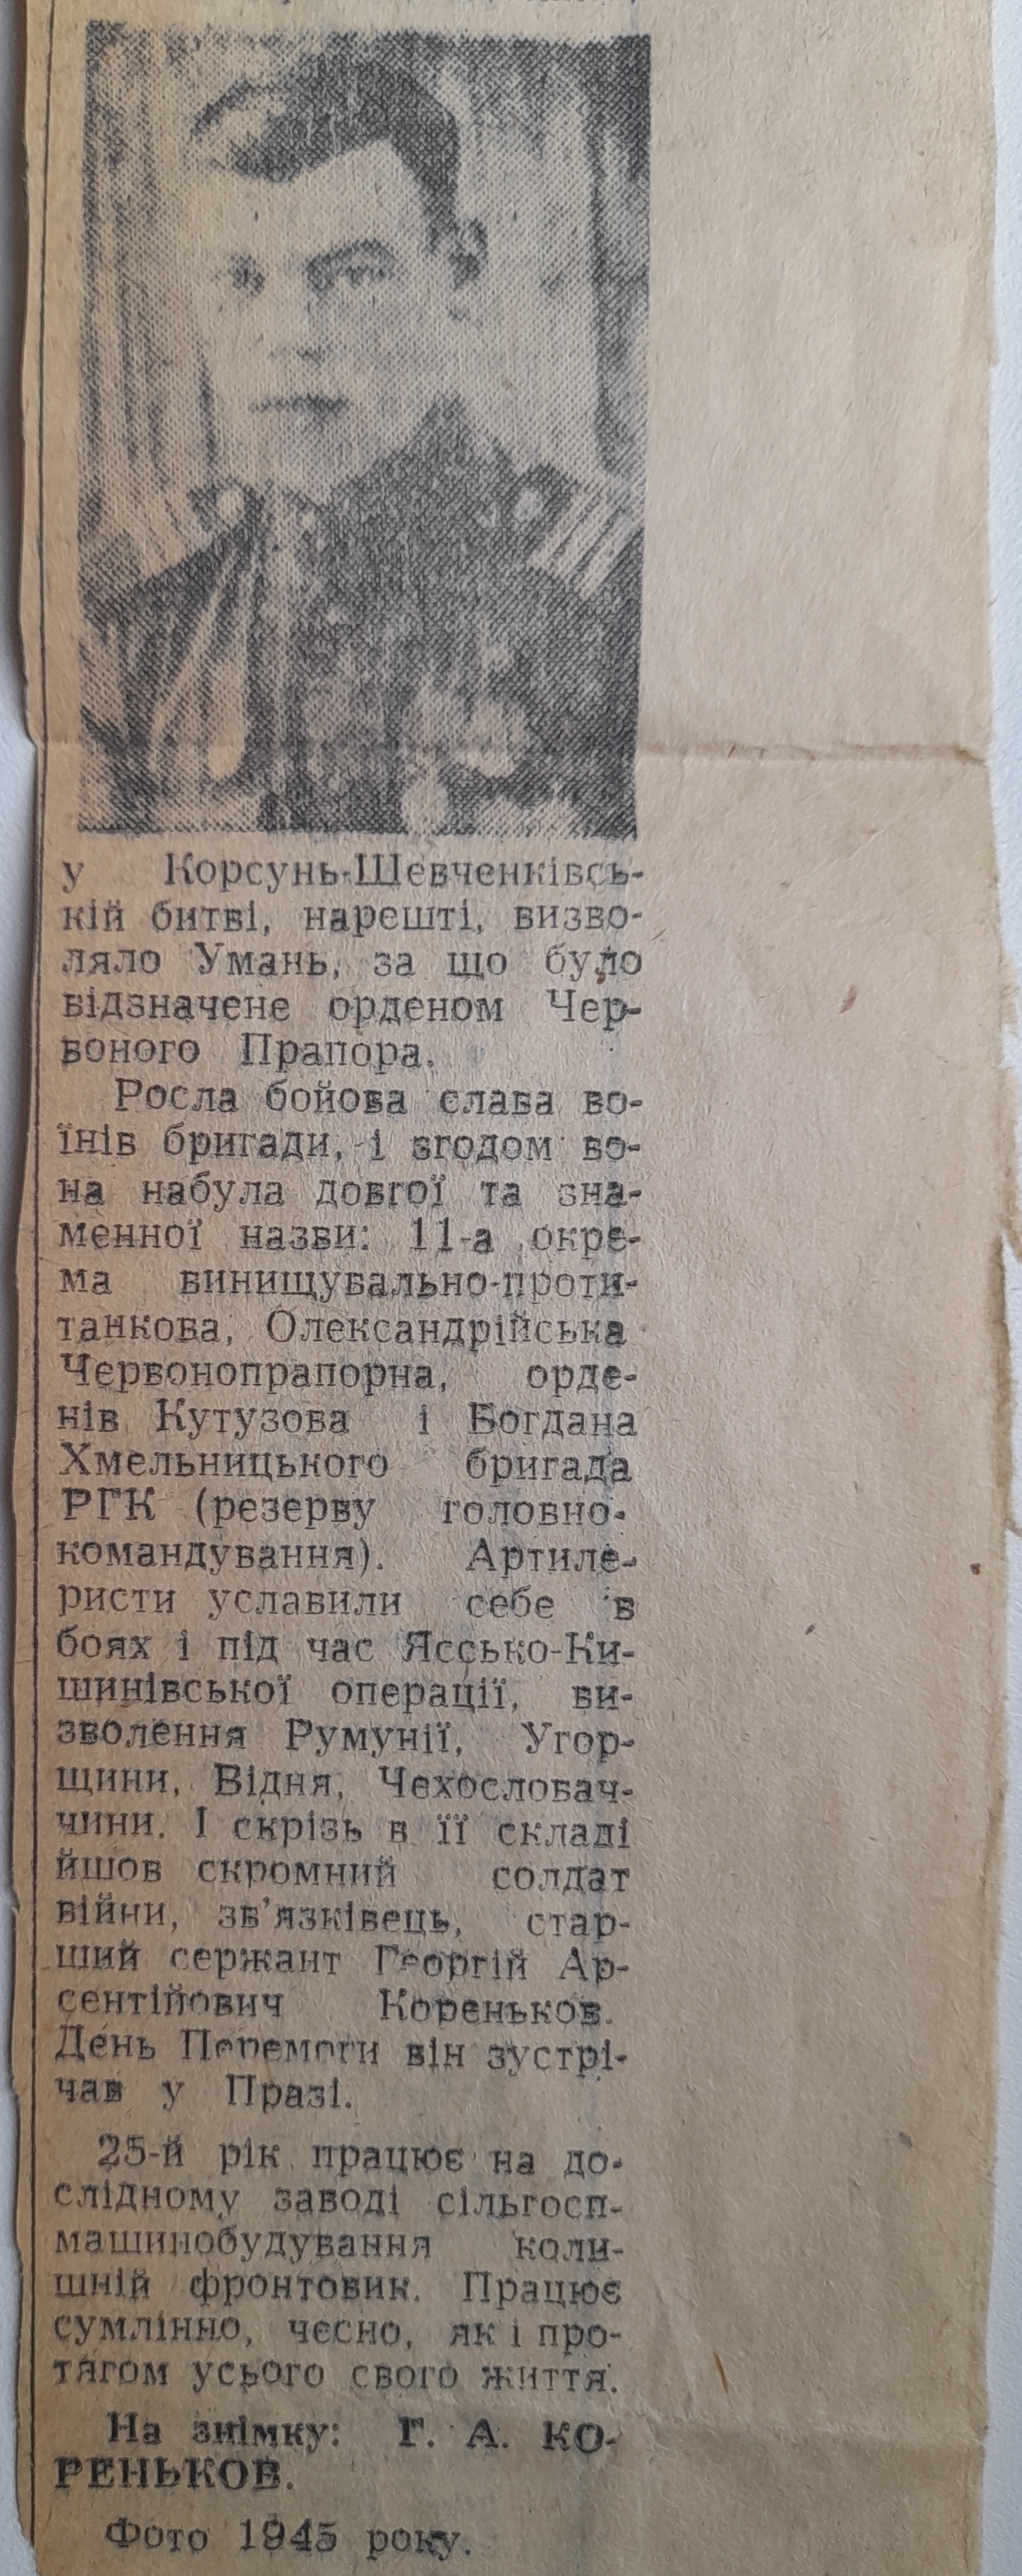 у Корсунь-Шевченківсь-
кій битві, нарешті, визво-
ляло Умань, за що було
відзначене орденом Чер-
воного Прапора.
Росла бойова слава во-
їнів бригади, і згодом во-
на набула довгої та зна-
менної назви: 11-а окре-
ма винищувально-проти-
танкова, Олександрійська
Червонопрапорна, орде-
нів Кутузова і Богдана
Хмельницького бригада
РГК (резерву головно-
командування). Артиле-
ристи уславили себе в
боях і під час Яссько-Ки-
шинівської операції, ви-
зволення Румунії, Угор-
щини, Відня, Чехословач-
чини. І скрізь в її складі
йшов скромний солдат
війни, зв'язківець, стар-
ший сержант Георгій Ар-
сентійович Кореньков.
День Перемоги він зустрі-
чав у Празі.
25-й рік працює на до-
слідному заводі сільгосп-
машинобудування коли-
шній фронтовик. Працює
сумлінно, чесно, як і про-
тягом усього свого життя.
На знімку: Г. А. КО-
РЕНЬКОВ.
Фото 1945 року.